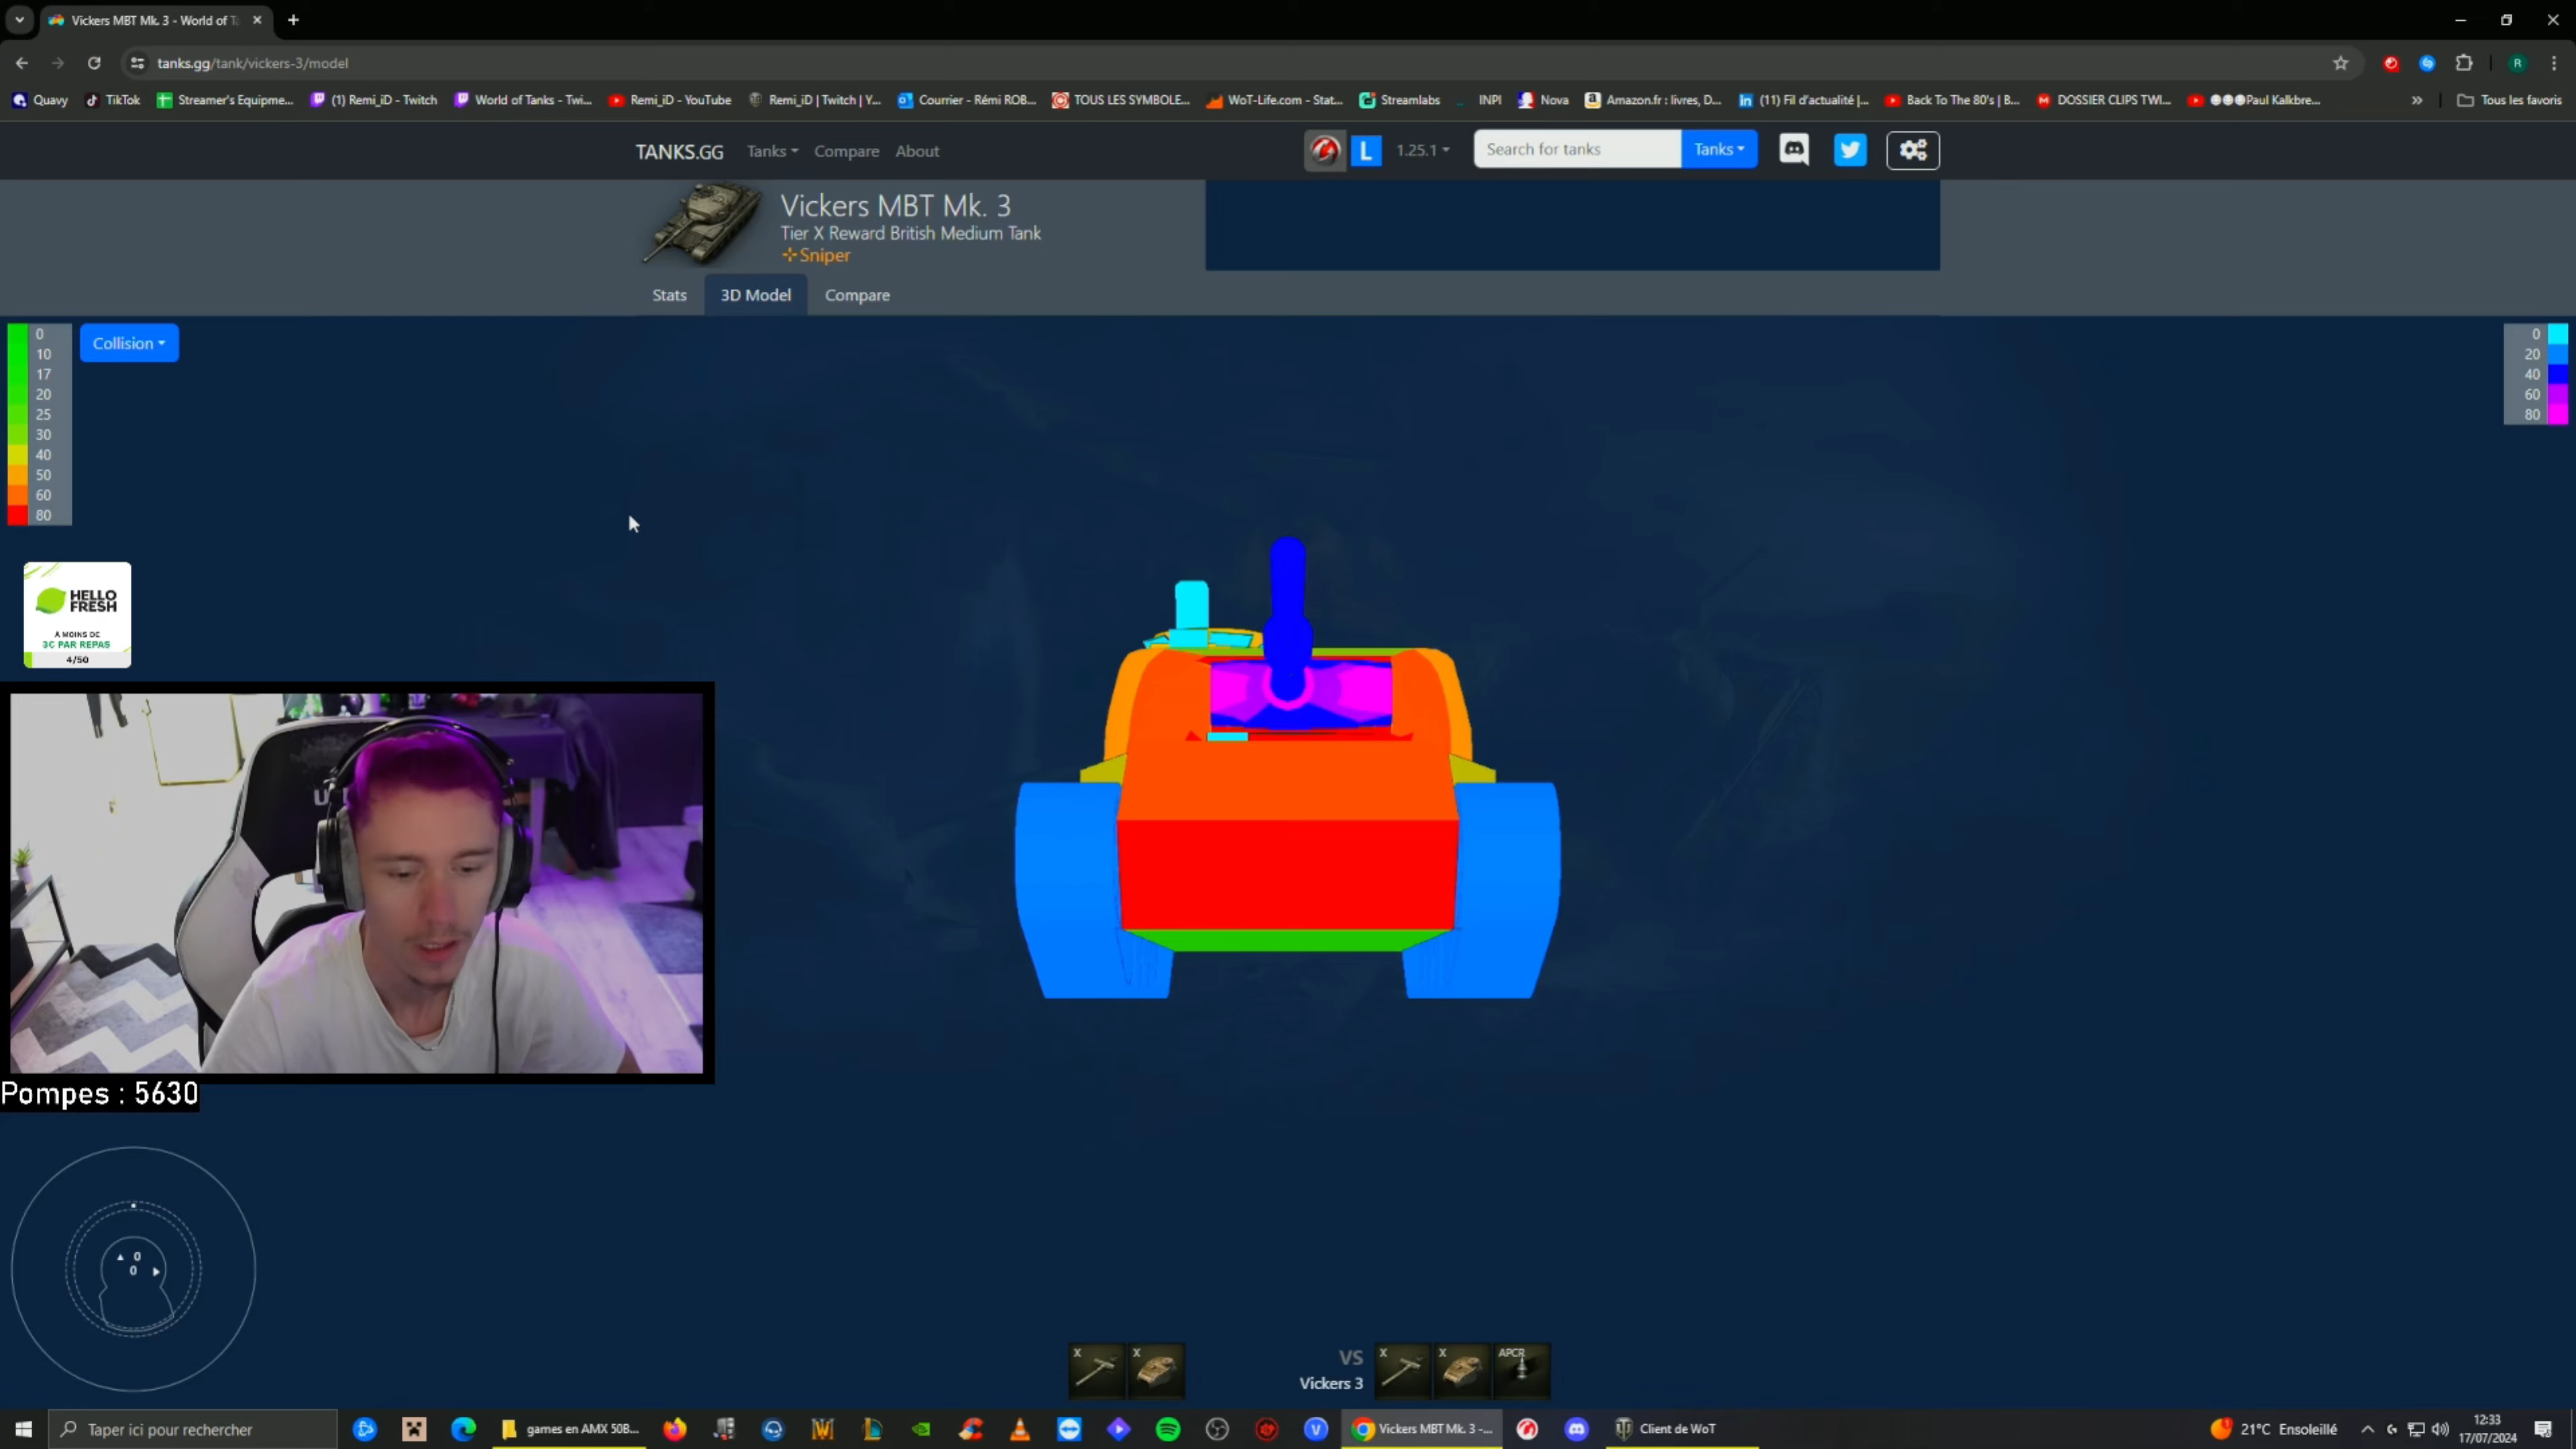 Vickers MBT Mk. 3 - World of Ta
tanks.gg/tank/vickers-3/model
R
Quavy TikTok Streamer's Equipme... (1) Remi_iD - Twitch World of Tanks - Twi... Remi_iD - YouTube Remi_iD | Twitch | Y... Courrier - Rémi ROB... TOUS LES SYMBOLE... WoT-Life.com - Stat... Streamlabs INPI Nova Amazon.fr : livres, D... (11) Fil d'actualité |... Back To The 80's | B... DOSSIER CLIPS TWI... Paul Kalkbre... » Tous les favoris
TANKS.GG Tanks Compare About L 1.25.1 Search for tanks Tanks
Vickers MBT Mk. 3
Tier X Reward British Medium Tank
Sniper
Stats 3D Model Compare
Collision
0
10
17
20
25
30
40
50
60
80
0
20
40
60
80
HELLO
FRESH
A MOINS DE
3€ PAR REPAS
4/50
Pompes : 5630
0
0
X X VS X X APCR
Vickers 3
Taper ici pour rechercher games en AMX 50B... Vickers MBT Mk. 3 -... Client de WoT 21°C Ensoleillé 12:33
17/07/2024